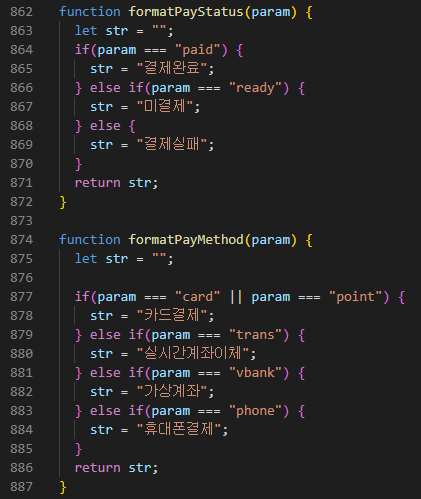 862 function formatPayStatus(param) {
863   let str = "";
864   if(param === "paid") {
865     str = "결제완료";
866   } else if(param === "ready") {
867     str = "미결제";
868   } else {
869     str = "결제실패";
870   }
871   return str;
872 }
873
874 function formatPayMethod(param) {
875   let str = "";
876
877   if(param === "card" || param === "point") {
878     str = "카드결제";
879   } else if(param === "trans") {
880     str = "실시간계좌이체";
881   } else if(param === "vbank") {
882     str = "가상계좌";
883   } else if(param === "phone") {
884     str = "휴대폰결제";
885   }
886   return str;
887 }